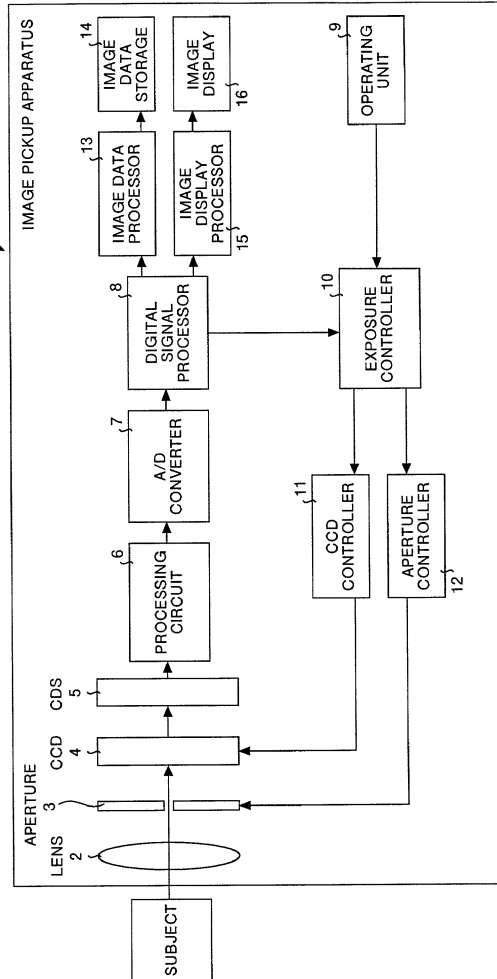 IMAGE PICKUP APPARATUS
SUBJECT
LENS
2
APERTURE
3
CCD
4
CDS
5
6
PROCESSING
CIRCUIT
7
A/D
CONVERTER
8
DIGITAL
SIGNAL
PROCESSOR
13
IMAGE DATA
PROCESSOR
14
IMAGE
DATA
STORAGE
IMAGE
DISPLAY
PROCESSOR
15
IMAGE
DISPLAY
16
9
OPERATING
UNIT
10
EXPOSURE
CONTROLLER
11
CCD
CONTROLLER
APERTURE
CONTROLLER
12